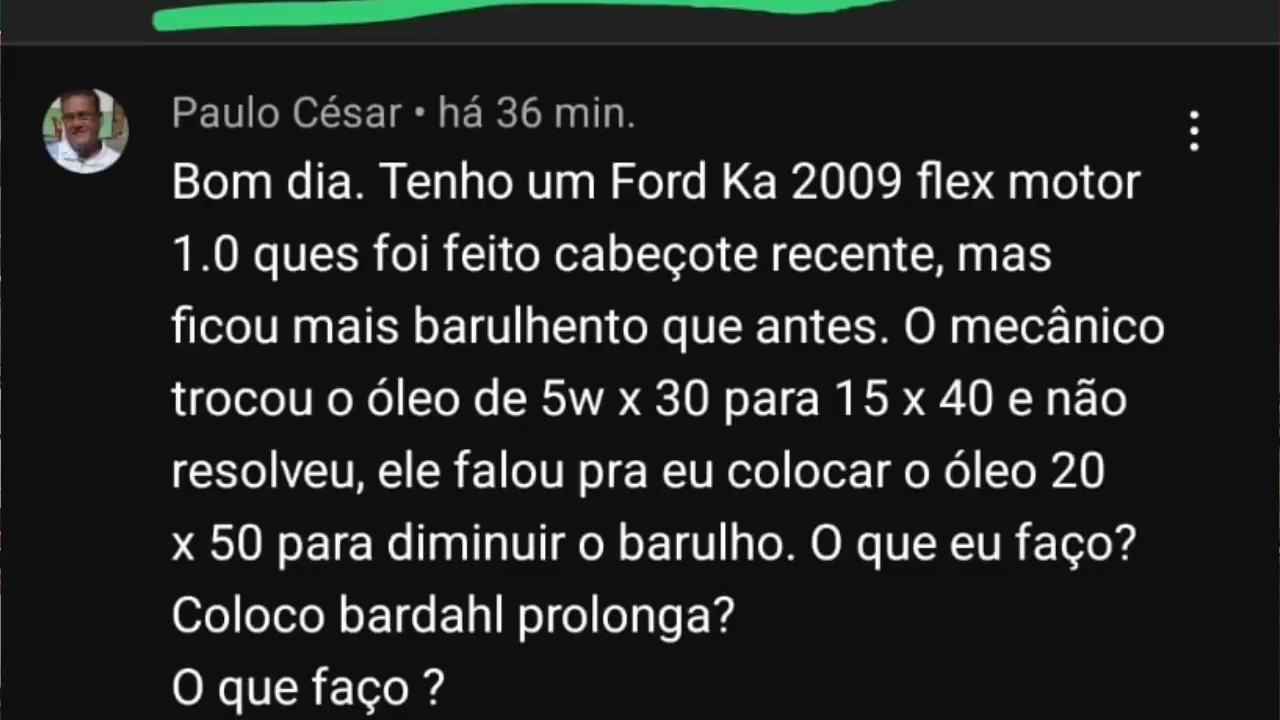 Paulo César • há 36 min.
Bom dia. Tenho um Ford Ka 2009 flex motor
1.0 ques foi feito cabeçote recente, mas
ficou mais barulhento que antes. O mecânico
trocou o óleo de 5w x 30 para 15 x 40 e não
resolveu, ele falou pra eu colocar o óleo 20
x 50 para diminuir o barulho. O que eu faço?
Coloco bardahl prolonga?
O que faço ?